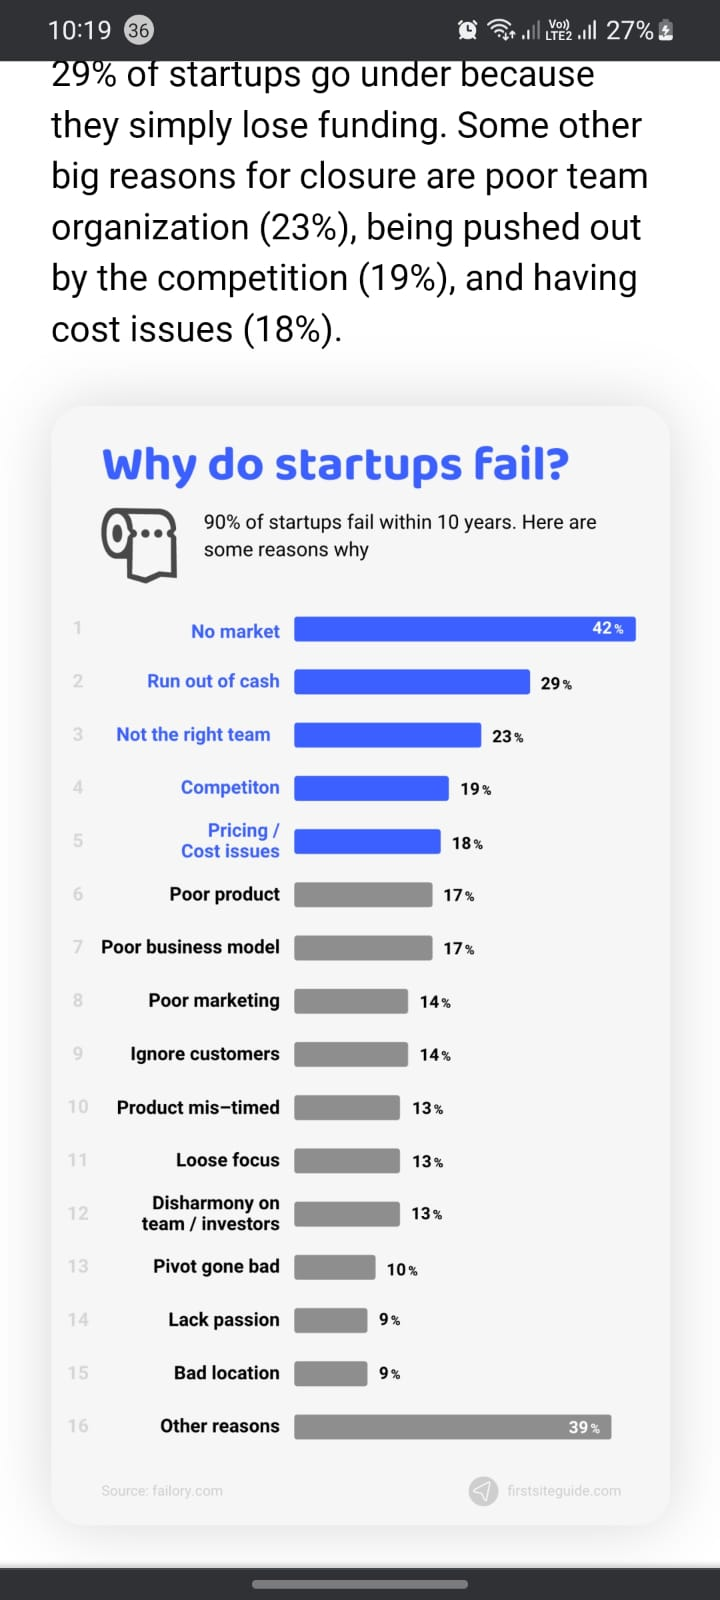 10:19 36 Vo)) LTE2 27%
29% of startups go under because
they simply lose funding. Some other
big reasons for closure are poor team
organization (23%), being pushed out
by the competition (19%), and having
cost issues (18%).
Why do startups fail?
90% of startups fail within 10 years. Here are
some reasons why
1 No market 42%
2 Run out of cash 29%
3 Not the right team 23%
4 Competiton 19%
5 Pricing /
Cost issues 18%
6 Poor product 17%
7 Poor business model 17%
8 Poor marketing 14%
9 Ignore customers 14%
10 Product mis-timed 13%
11 Loose focus 13%
12 Disharmony on
team / investors 13%
13 Pivot gone bad 10%
14 Lack passion 9%
15 Bad location 9%
16 Other reasons 39%
Source: failory.com firstsiteguide.com